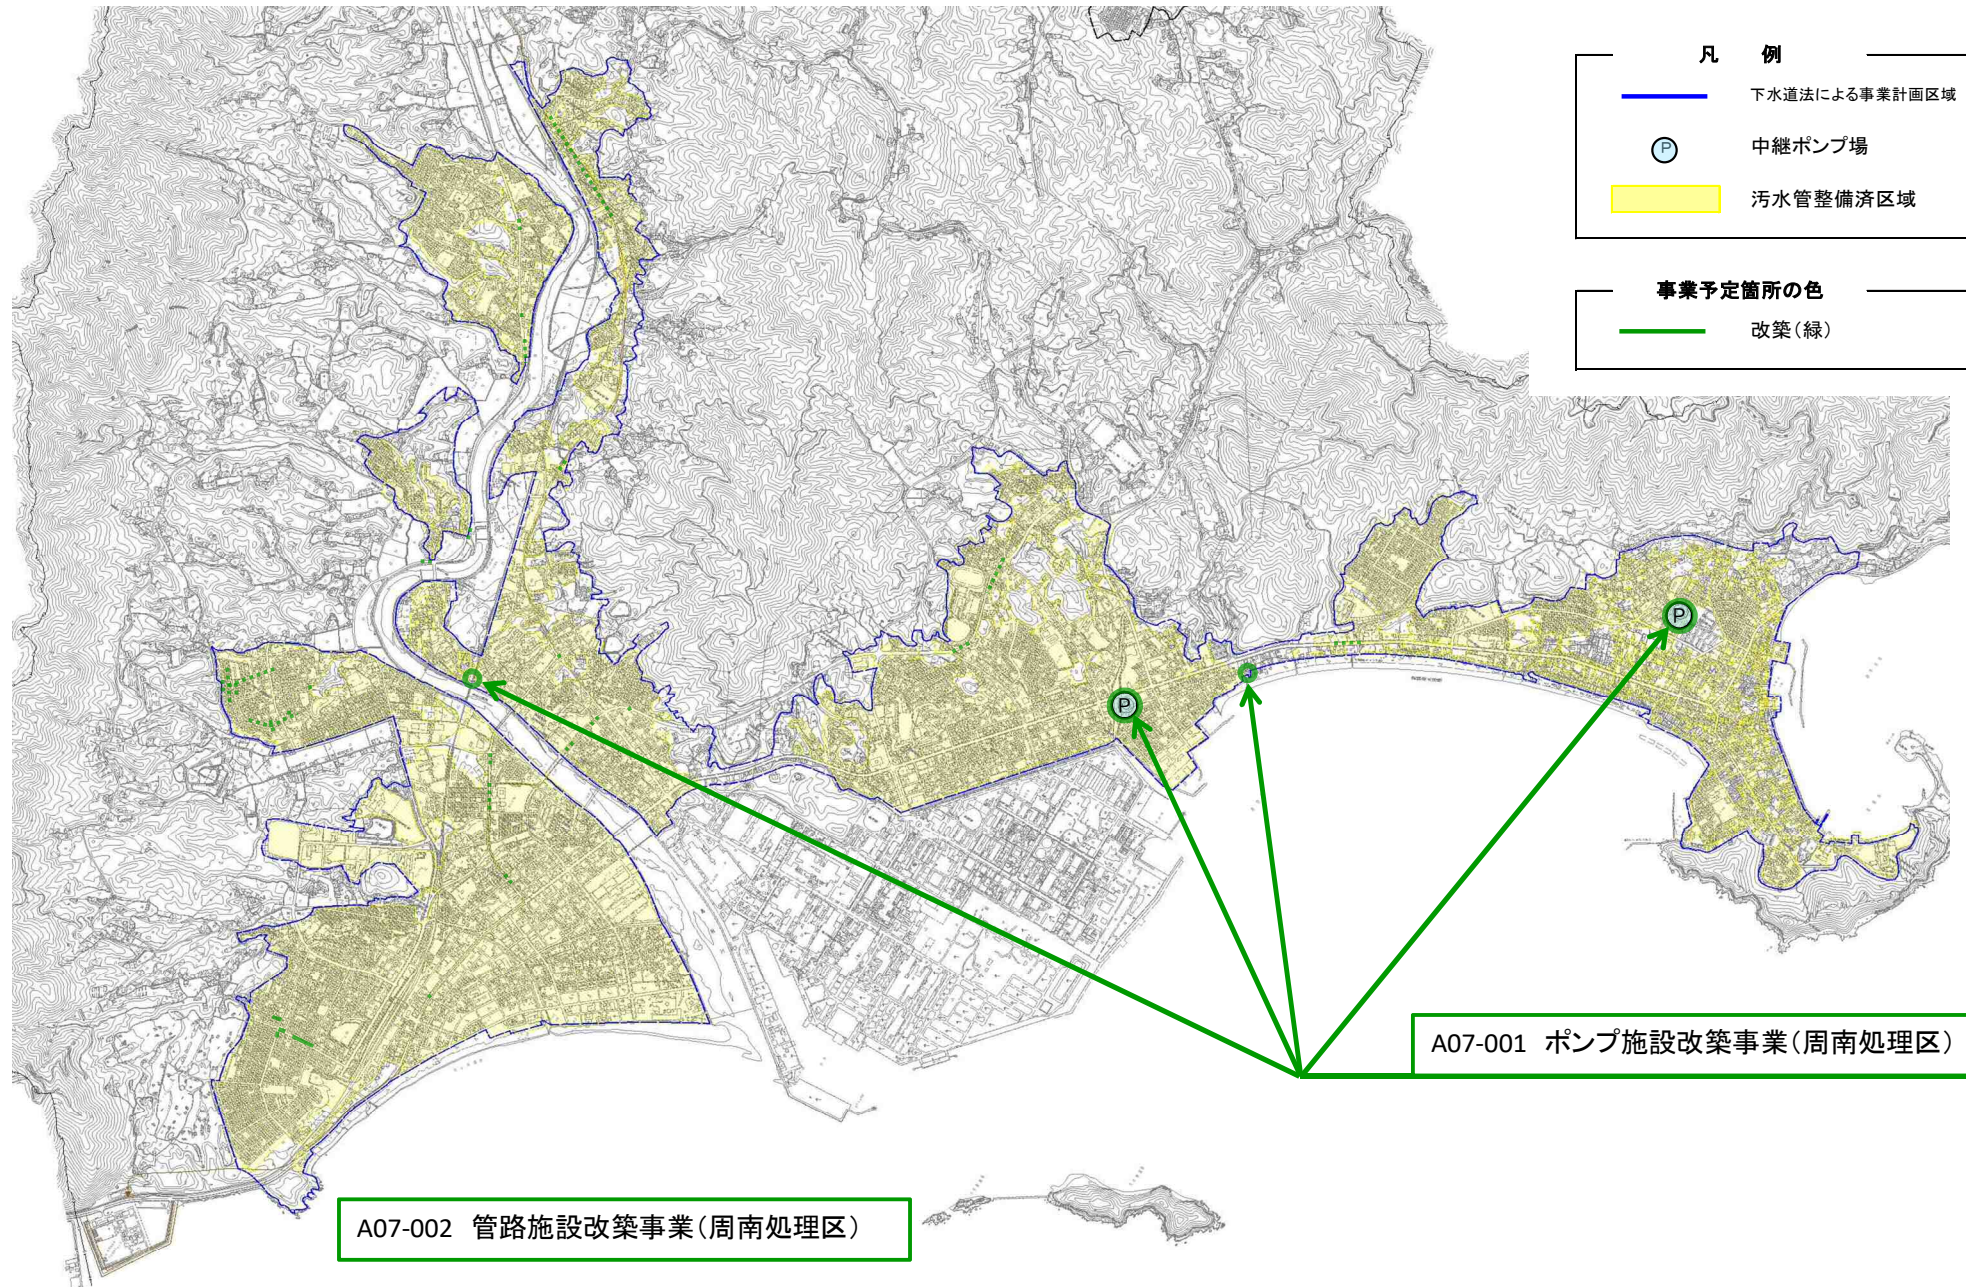 凡　例
下水道法による事業計画区域
P
中継ポンプ場
汚水管整備済区域
事業予定箇所の色
改築（緑）
P
P
A07-001 ポンプ施設改築事業（周南処理区）
A07-002 管路施設改築事業（周南処理区）